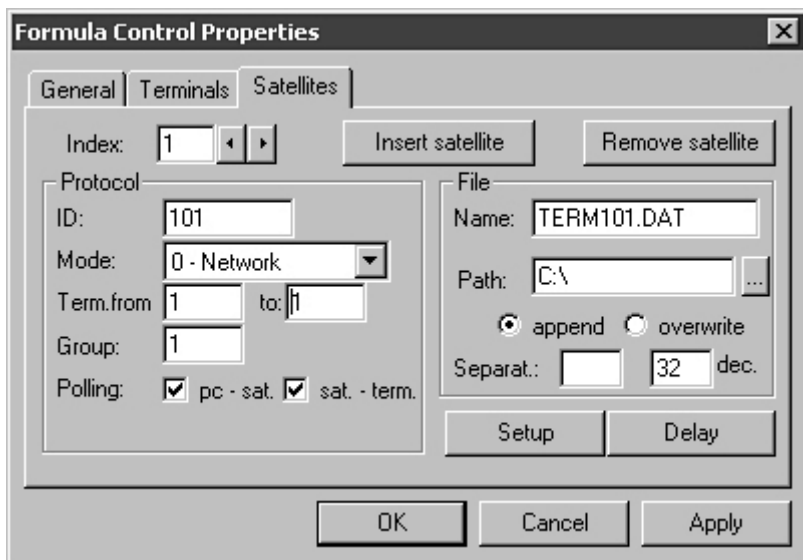 Formula Control Properties
General Terminals Satellites
Index: 1 Insert satellite Remove satellite
Protocol
ID: 101
Mode: 0 - Network
Term.from 1 to: 1
Group: 1
Polling: pc - sat. sat. - term.
File
Name: TERM101.DAT
Path: C:\ ...
append overwrite
Separat.: 32 dec.
Setup Delay
OK Cancel Apply